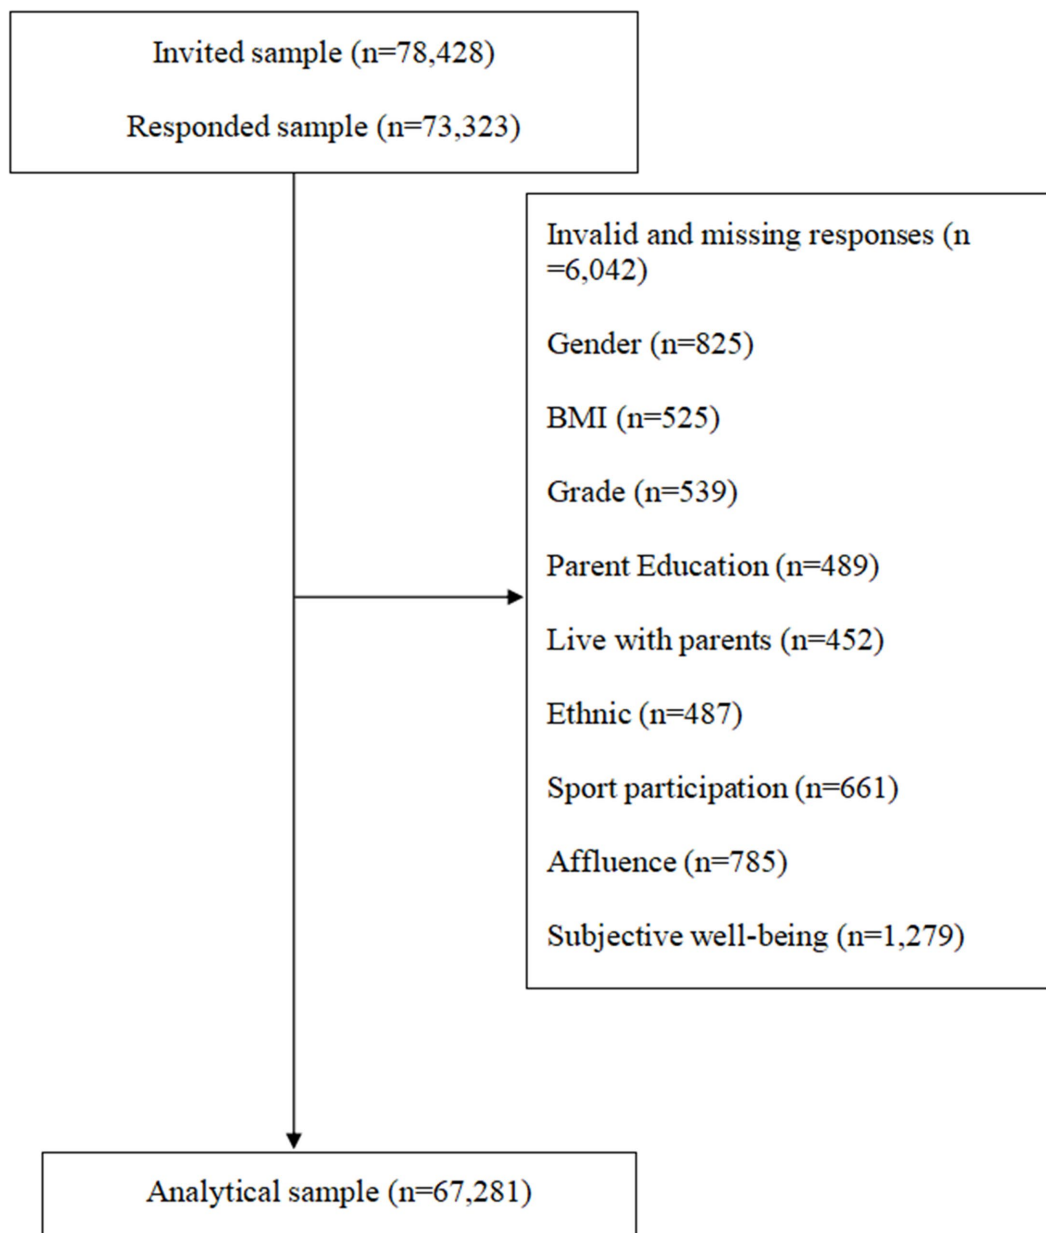 Invited sample (n=78,428)
Responded sample (n=73,323)
Invalid and missing responses (n
=6,042)
Gender (n=825)
BMI (n=525)
Grade (n=539)
Parent Education (n=489)
Live with parents (n=452)
Ethnic (n=487)
Sport participation (n=661)
Affluence (n=785)
Subjective well-being (n=1,279)
Analytical sample (n=67,281)